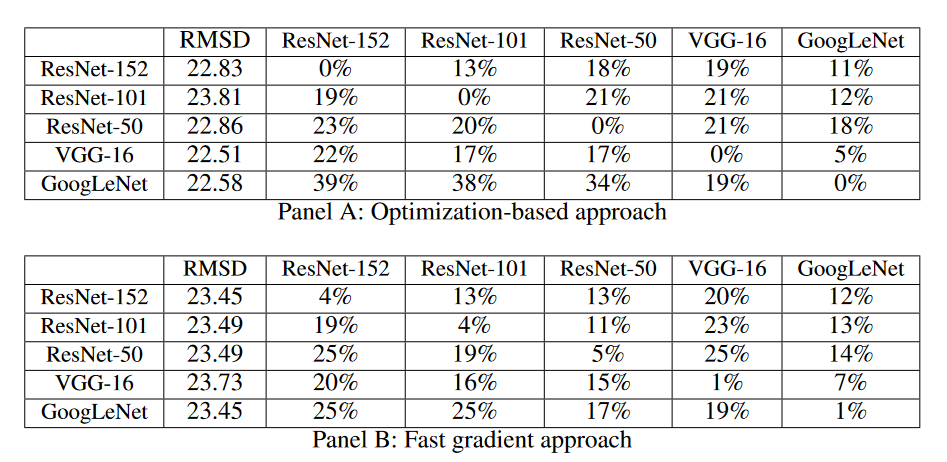 RMSD ResNet-152 ResNet-101 ResNet-50 VGG-16 GoogLeNet
ResNet-152 22.83 0% 13% 18% 19% 11%
ResNet-101 23.81 19% 0% 21% 21% 12%
ResNet-50 22.86 23% 20% 0% 21% 18%
VGG-16 22.51 22% 17% 17% 0% 5%
GoogLeNet 22.58 39% 38% 34% 19% 0%
Panel A: Optimization-based approach
RMSD ResNet-152 ResNet-101 ResNet-50 VGG-16 GoogLeNet
ResNet-152 23.45 4% 13% 13% 20% 12%
ResNet-101 23.49 19% 4% 11% 23% 13%
ResNet-50 23.49 25% 19% 5% 25% 14%
VGG-16 23.73 20% 16% 15% 1% 7%
GoogLeNet 23.45 25% 25% 17% 19% 1%
Panel B: Fast gradient approach